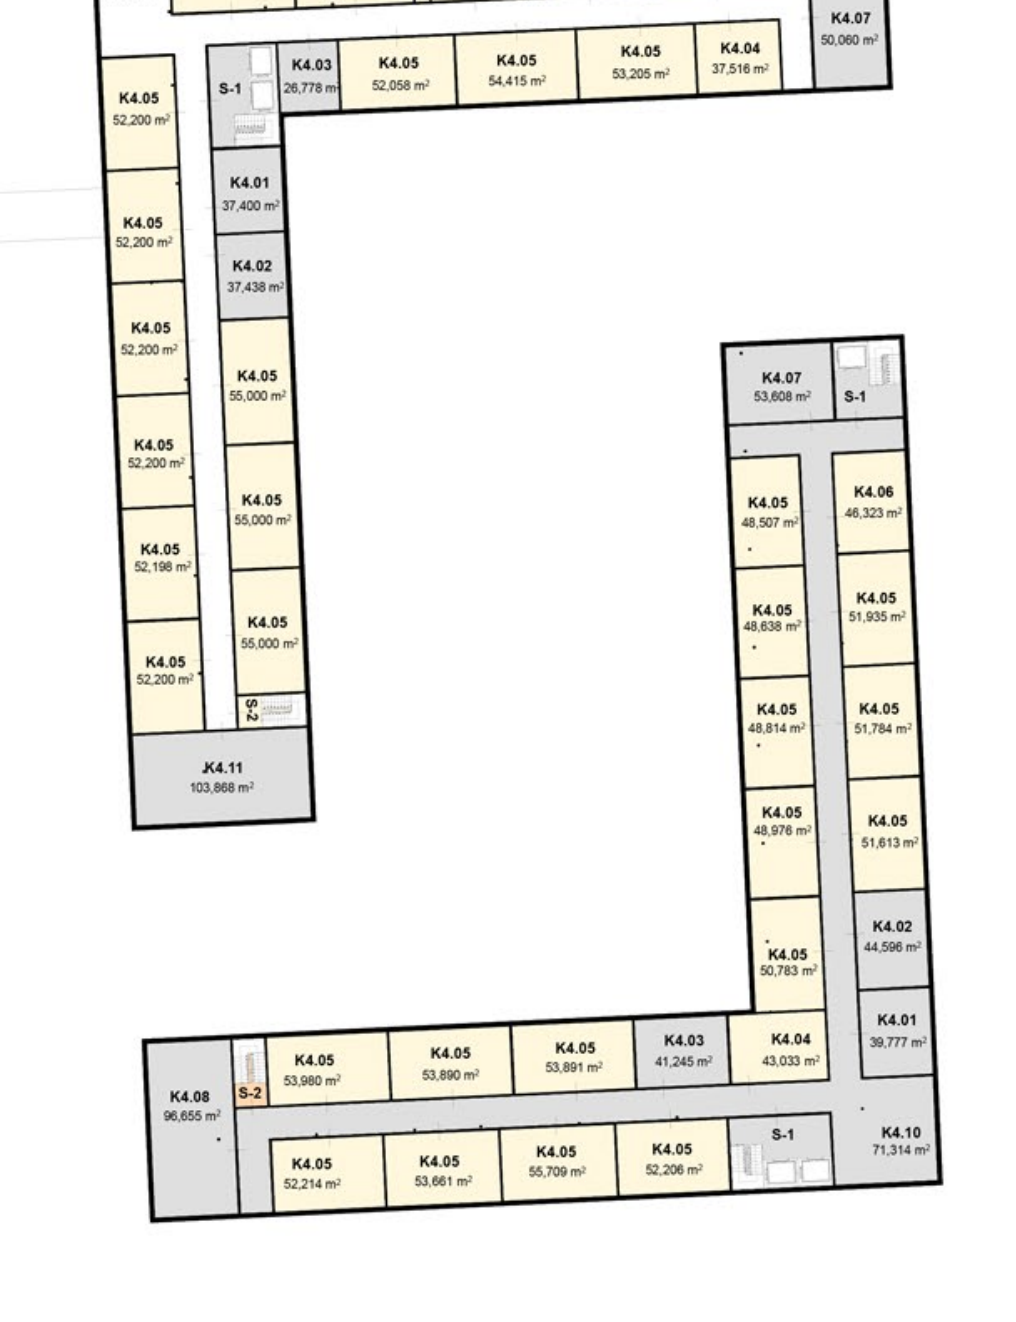 K4.07
50,060 m²
S-1
K4.03
26,778 m²
K4.05
52,058 m²
K4.05
54,415 m²
K4.05
53,205 m²
K4.04
37,516 m²
K4.05
52,200 m²
K4.01
37,400 m²
K4.05
52,200 m²
K4.02
37,438 m²
K4.05
52,200 m²
K4.05
55,000 m²
K4.05
52,200 m²
K4.05
55,000 m²
K4.05
52,198 m²
K4.05
55,000 m²
K4.05
52,200 m²
S-2
K4.11
103,868 m²
K4.07
53,608 m²
S-1
K4.05
48,507 m²
K4.06
46,323 m²
K4.05
48,638 m²
K4.05
51,935 m²
K4.05
48,814 m²
K4.05
51,784 m²
K4.05
48,976 m²
K4.05
51,613 m²
K4.05
50,783 m²
K4.02
44,596 m²
K4.01
39,777 m²
K4.08
96,655 m²
S-2
K4.05
53,980 m²
K4.05
53,890 m²
K4.05
53,891 m²
K4.03
41,245 m²
K4.04
43,033 m²
K4.05
52,214 m²
K4.05
53,661 m²
K4.05
55,709 m²
K4.05
52,206 m²
S-1
K4.10
71,314 m²